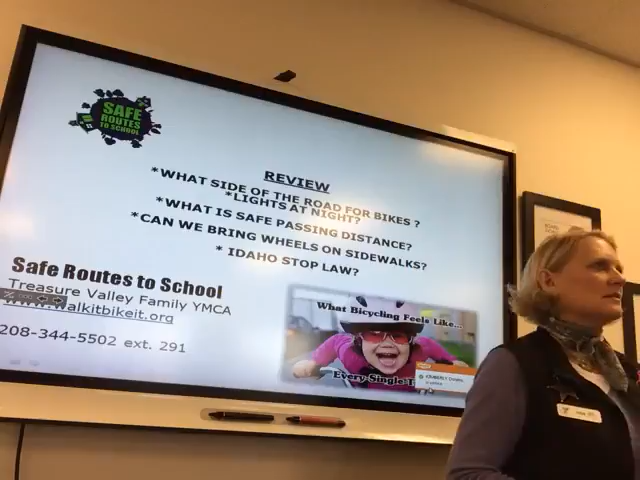 SAFE
ROUTES
TO SCHOOL
REVIEW
*WHAT SIDE OF THE ROAD FOR BIKES ?
*LIGHTS AT NIGHT?
*WHAT IS SAFE PASSING DISTANCE?
*CAN WE BRING WHEELS ON SIDEWALKS?
* IDAHO STOP LAW?
Safe Routes to School
Treasure Valley Family YMCA
www.walkitbikeit.org
208-344-5502 ext. 291
What Bicycling Feels Like...
Every-Single-T